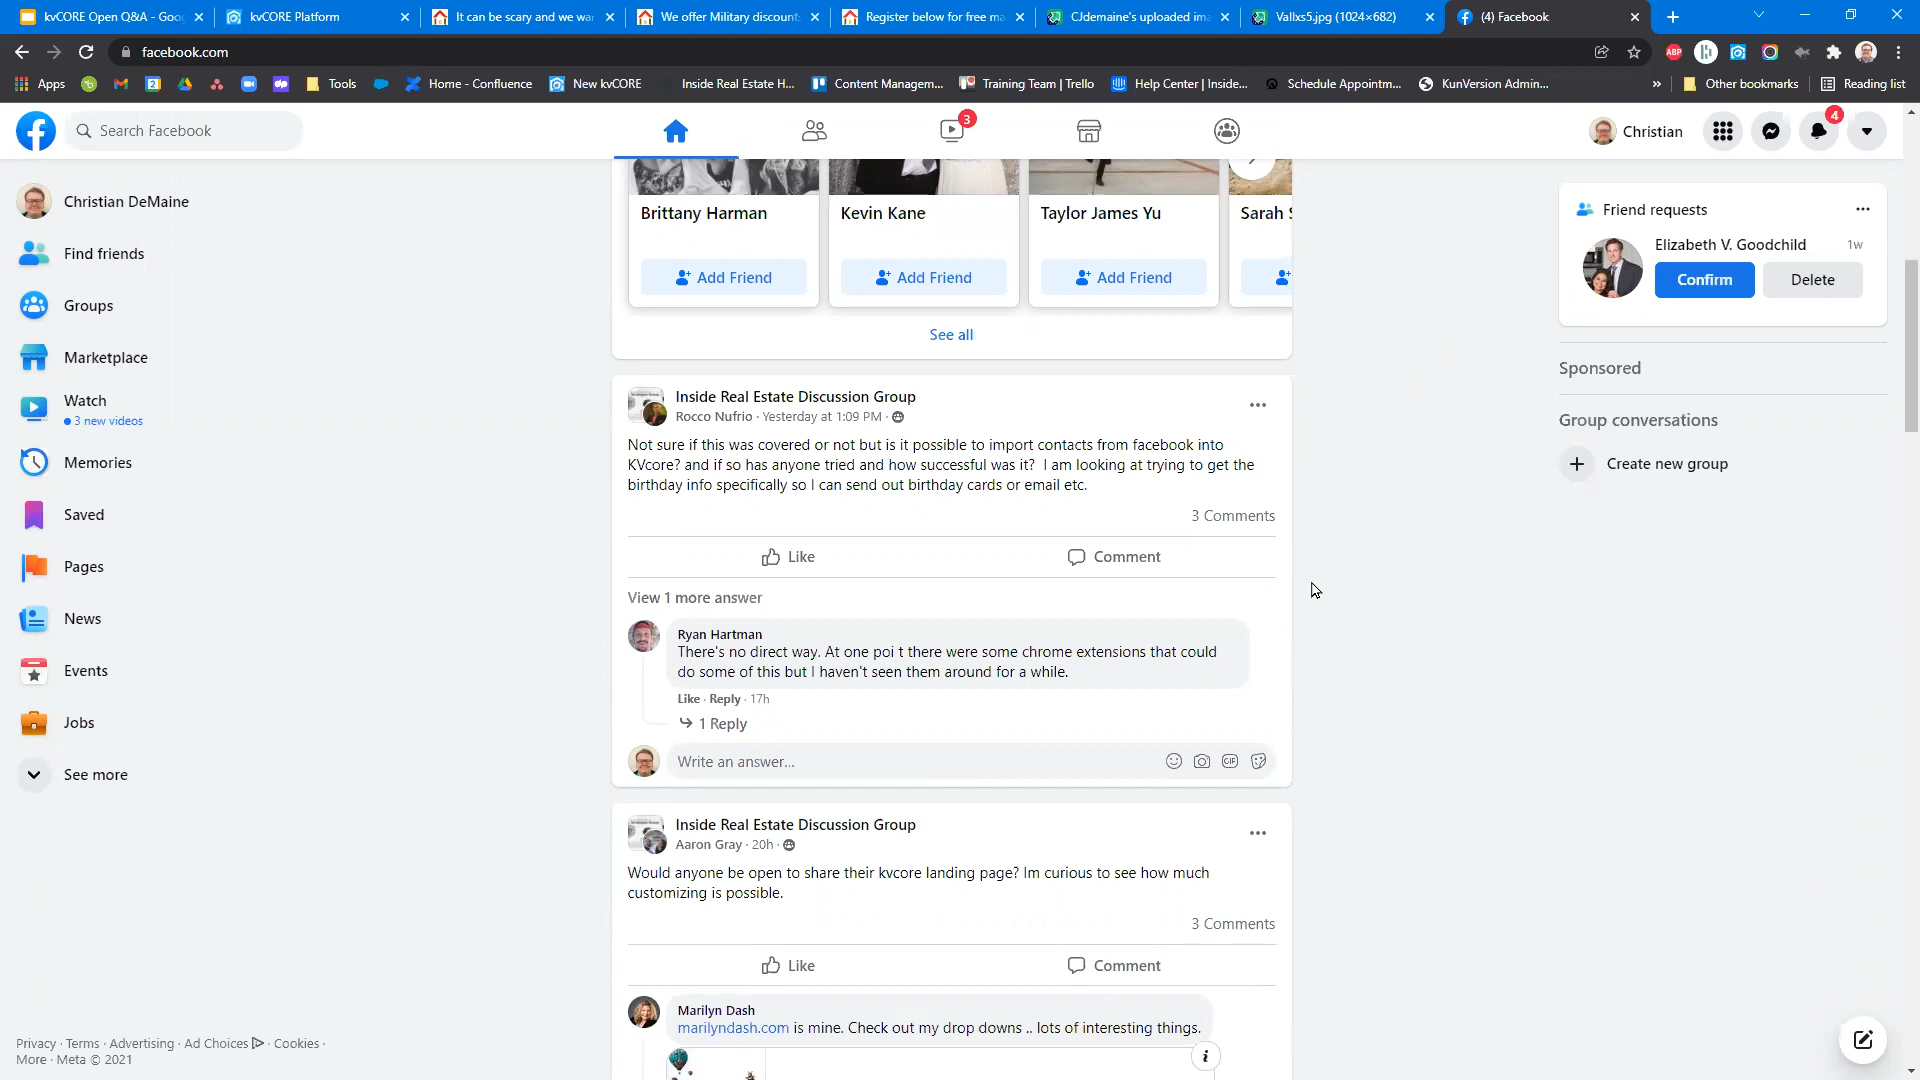 kvCORE Open Q&A - Goo
kvCORE Platform
It can be scary and we wa
We offer Military discount
Register below for free ma
CJdemaine's uploaded ima
Vallxs5.jpg (1024×682)
(4) Facebook
facebook.com
ABP
Apps
Tools
Home - Confluence
New kvCORE
Inside Real Estate H...
Content Managem...
Training Team | Trello
Help Center | Inside...
Schedule Appointm...
KunVersion Admin...
»
Other bookmarks
Reading list
Search Facebook
3
Christian
4
Christian DeMaine
Find friends
Groups
Marketplace
Watch
3 new videos
Memories
Saved
Pages
News
Events
Jobs
See more
Privacy · Terms · Advertising · Ad Choices · Cookies ·
More · Meta © 2021
Brittany Harman
Kevin Kane
Taylor James Yu
Sarah
Add Friend
Add Friend
Add Friend
See all
Inside Real Estate Discussion Group
Rocco Nufrio · Yesterday at 1:09 PM ·
Not sure if this was covered or not but is it possible to import contacts from facebook into
KVcore? and if so has anyone tried and how successful was it? I am looking at trying to get the
birthday info specifically so I can send out birthday cards or email etc.
3 Comments
Like
Comment
View 1 more answer
Ryan Hartman
There's no direct way. At one poi t there were some chrome extensions that could
do some of this but I haven't seen them around for a while.
Like · Reply · 17h
1 Reply
Write an answer...
GIF
Inside Real Estate Discussion Group
Aaron Gray · 20h ·
Would anyone be open to share their kvcore landing page? Im curious to see how much
customizing is possible.
3 Comments
Like
Comment
Marilyn Dash
marilyndash.com is mine. Check out my drop downs .. lots of interesting things.
i
Friend requests
Elizabeth V. Goodchild
1w
Confirm
Delete
Sponsored
Group conversations
Create new group